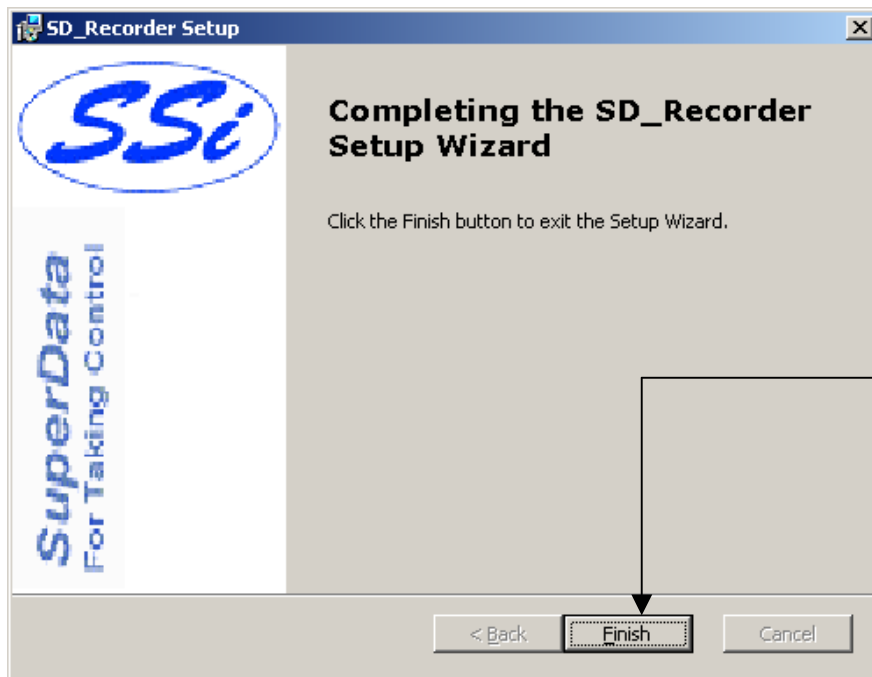 SD_Recorder Setup
SSi
Completing the SD_Recorder
Setup Wizard
Click the Finish button to exit the Setup Wizard.
SuperData
For Taking Control
< Back
Finish
Cancel